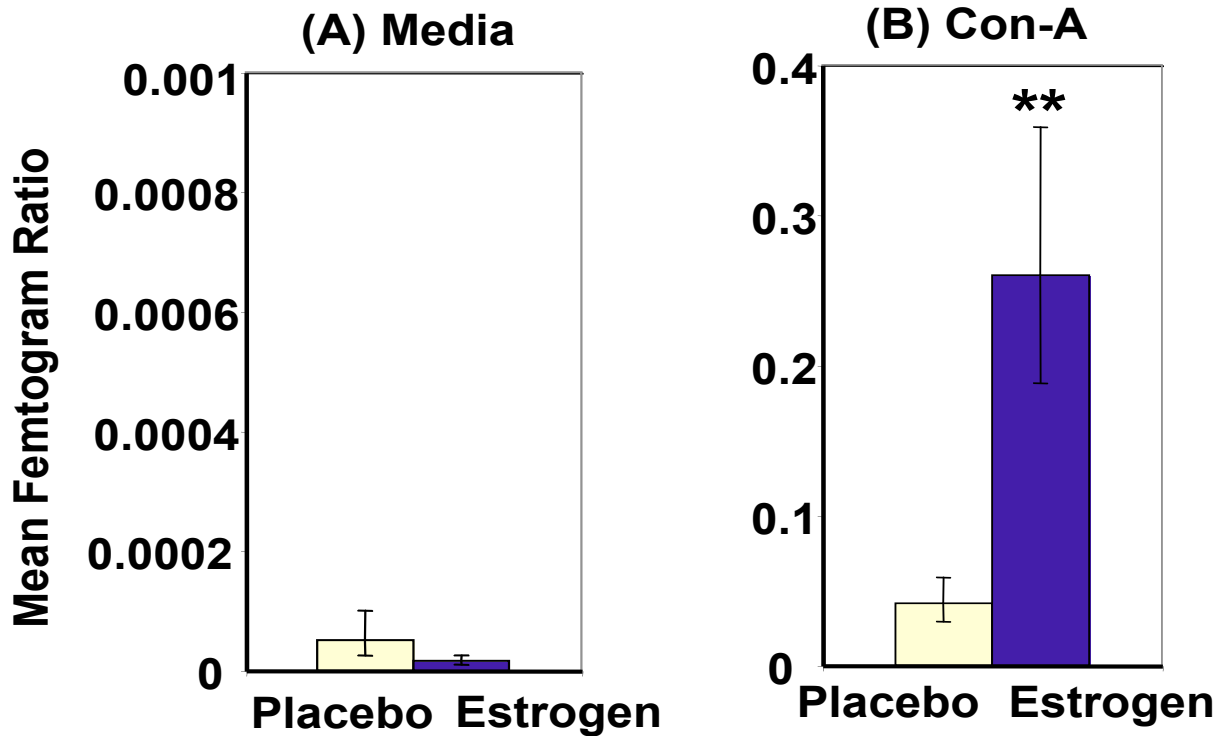 (A) Media
(B) Con-A
Mean Femtogram Ratio
0.001
0.0008
0.0006
0.0004
0.0002
0
Placebo Estrogen
0.4
0.3
0.2
0.1
0
**
Placebo Estrogen